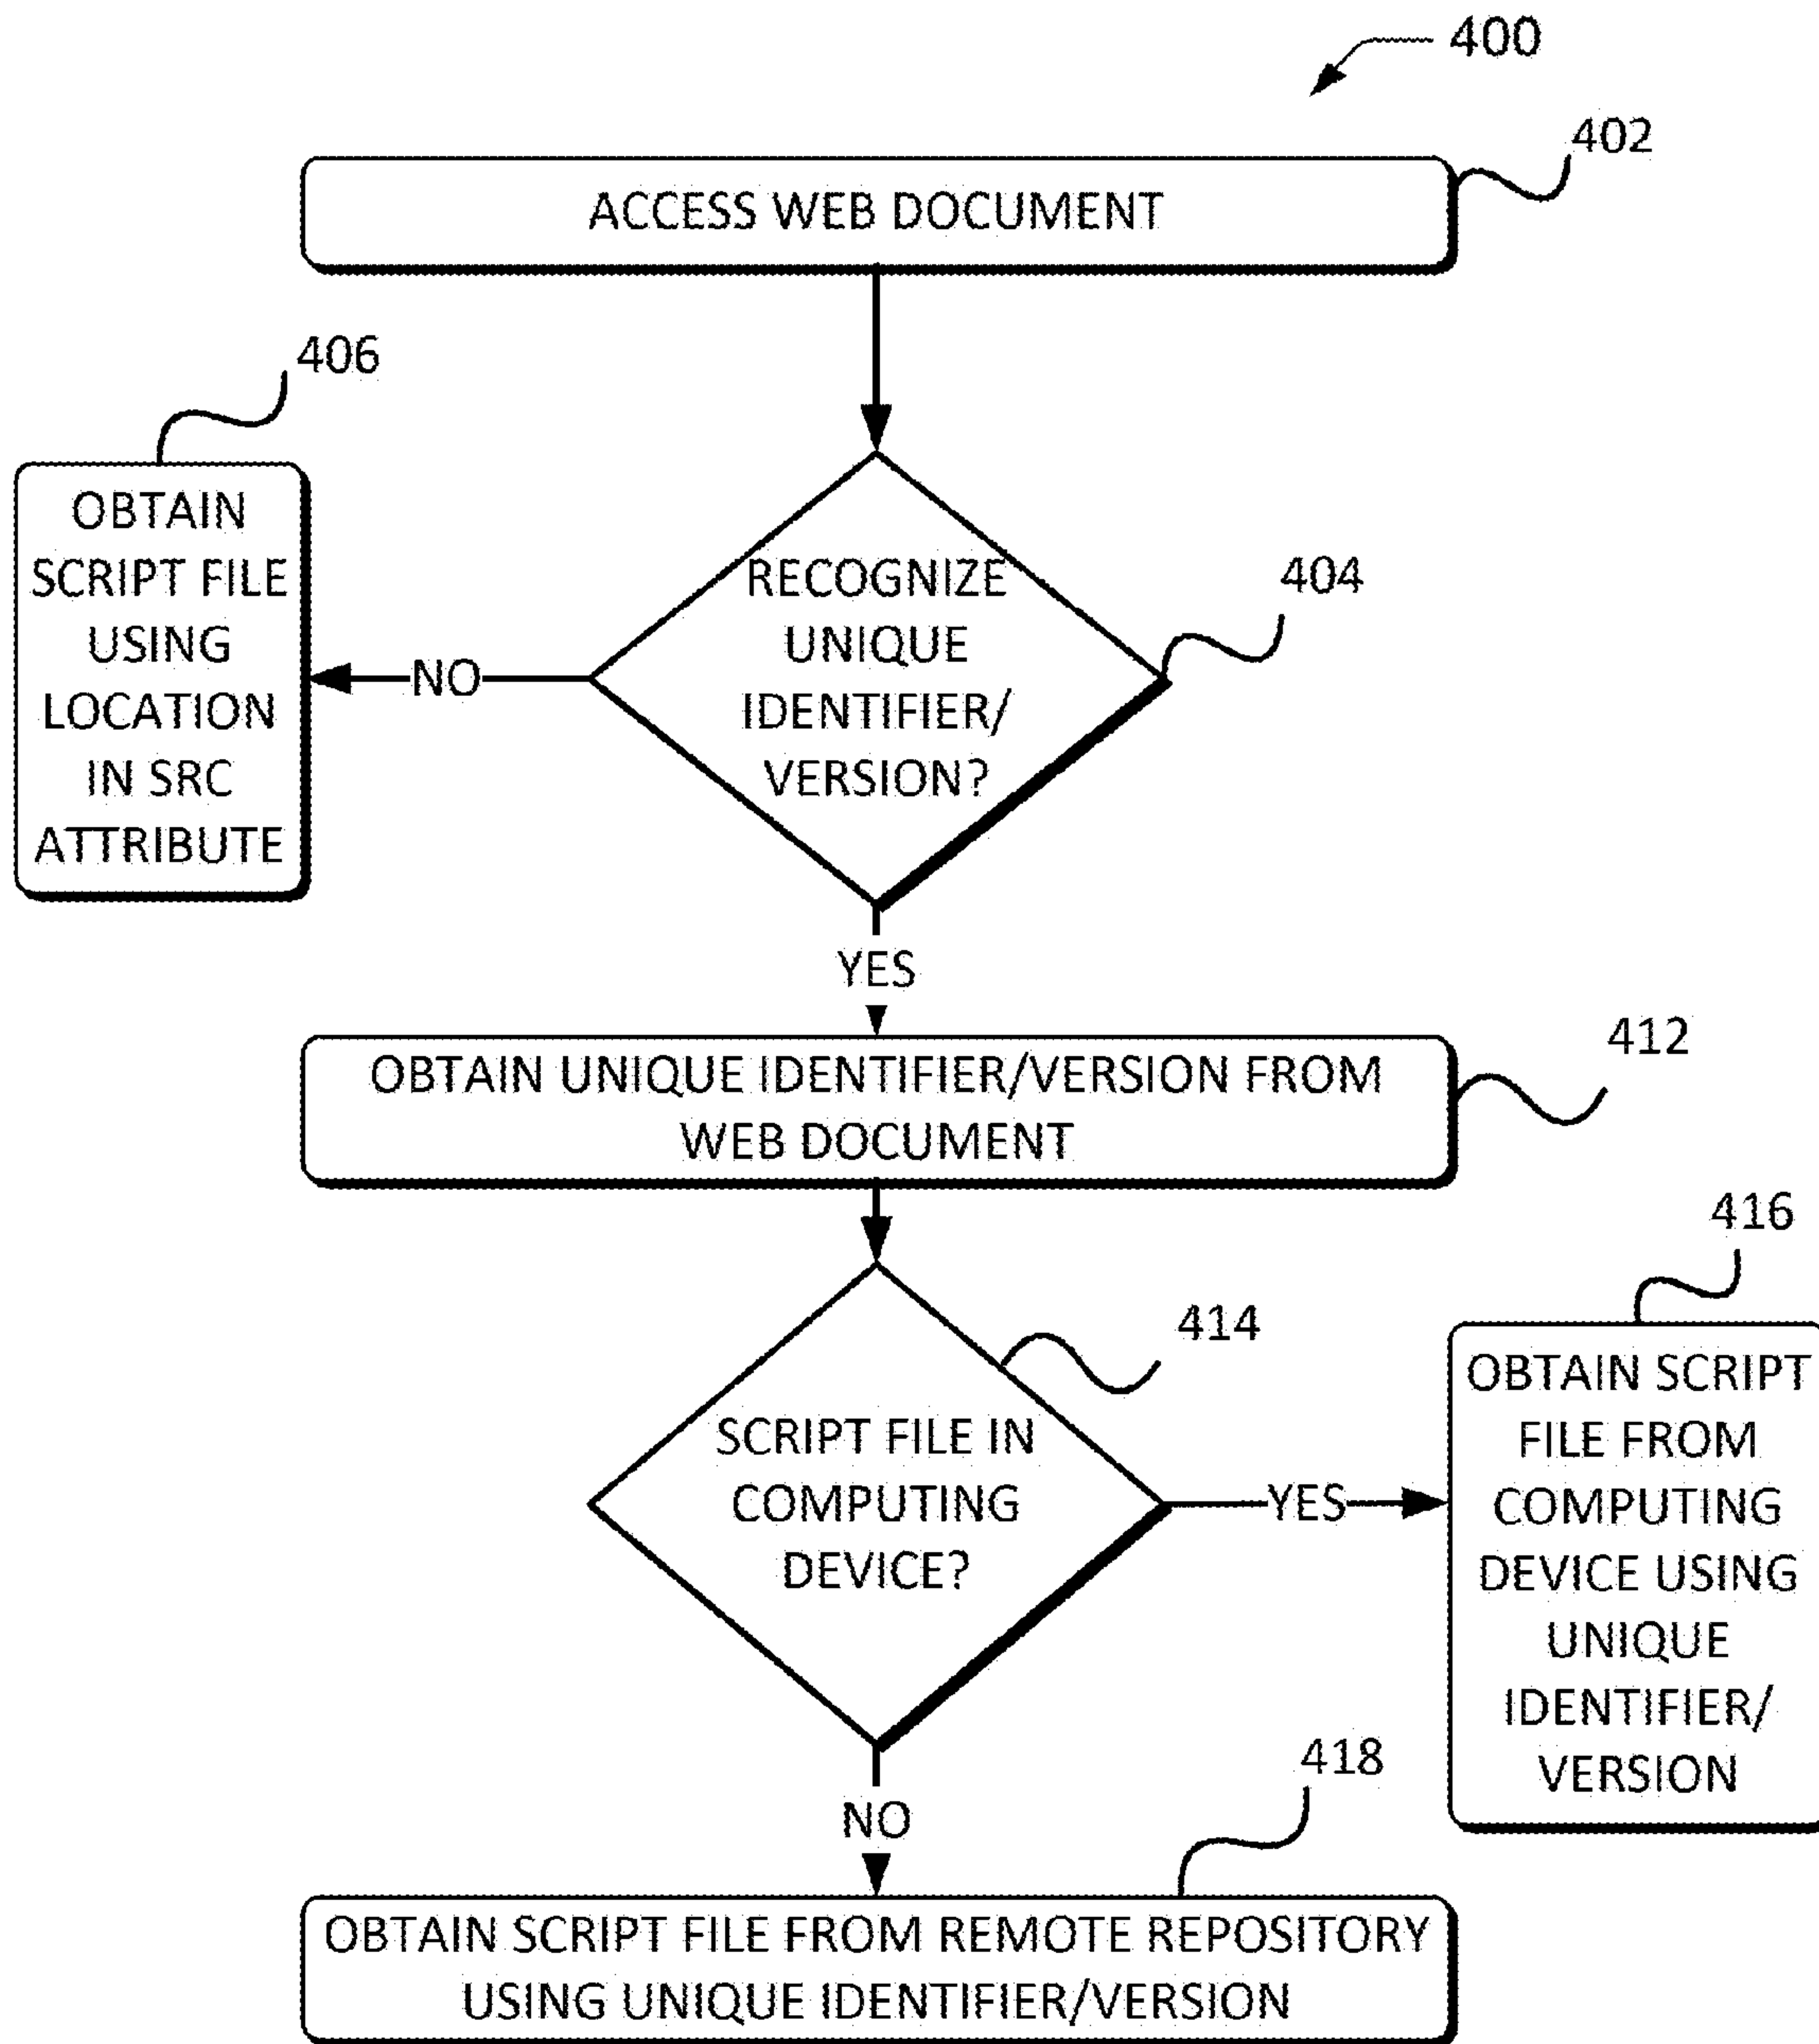 400
402
ACCESS WEB DOCUMENT
406
OBTAIN
SCRIPT FILE
USING
LOCATION
IN SRC
ATTRIBUTE
NO
RECOGNIZE
UNIQUE
IDENTIFIER/
VERSION?
404
YES
412
OBTAIN UNIQUE IDENTIFIER/VERSION FROM
WEB DOCUMENT
414
SCRIPT FILE IN
COMPUTING
DEVICE?
YES
416
OBTAIN SCRIPT
FILE FROM
COMPUTING
DEVICE USING
UNIQUE
IDENTIFIER/
VERSION
NO
418
OBTAIN SCRIPT FILE FROM REMOTE REPOSITORY
USING UNIQUE IDENTIFIER/VERSION